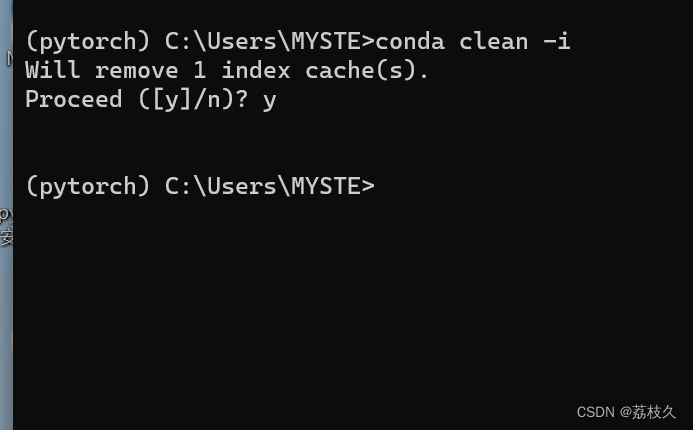 (pytorch) C:\Users\MYSTE>conda clean -i
Will remove 1 index cache(s).
Proceed ([y]/n)? y
(pytorch) C:\Users\MYSTE>
CSDN @荔枝久